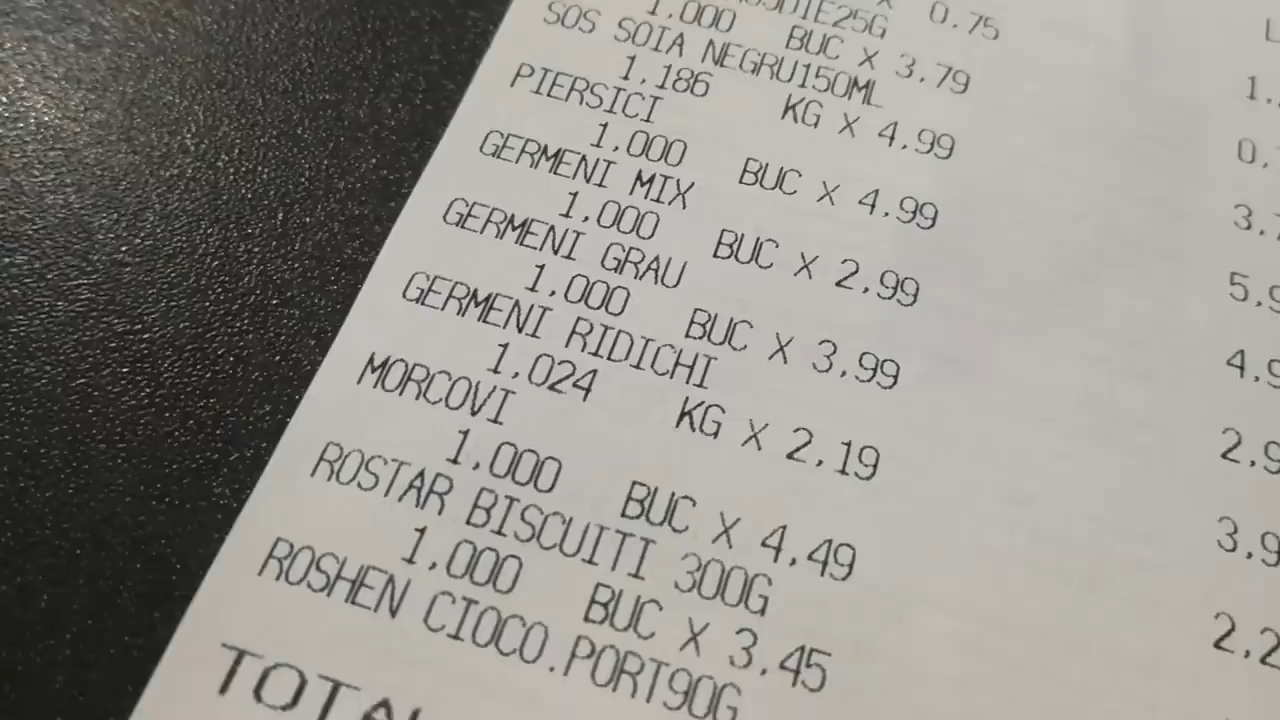 0.75
1,000 BUC X 3.79
SOS SOIA NEGRU150ML
1,186 KG X 4.99
PIERSICI
1,000 BUC X 4.99
GERMENI MIX
1,000 BUC X 2.99
GERMENI GRAU
1,000 BUC X 3.99
GERMENI RIDICHI
1,024 KG X 2.19
MORCOVI
1,000 BUC X 4.49
ROSTAR BISCUITI 300G
1,000 BUC X 3.45
ROSHEN CIOCO.PORT90G